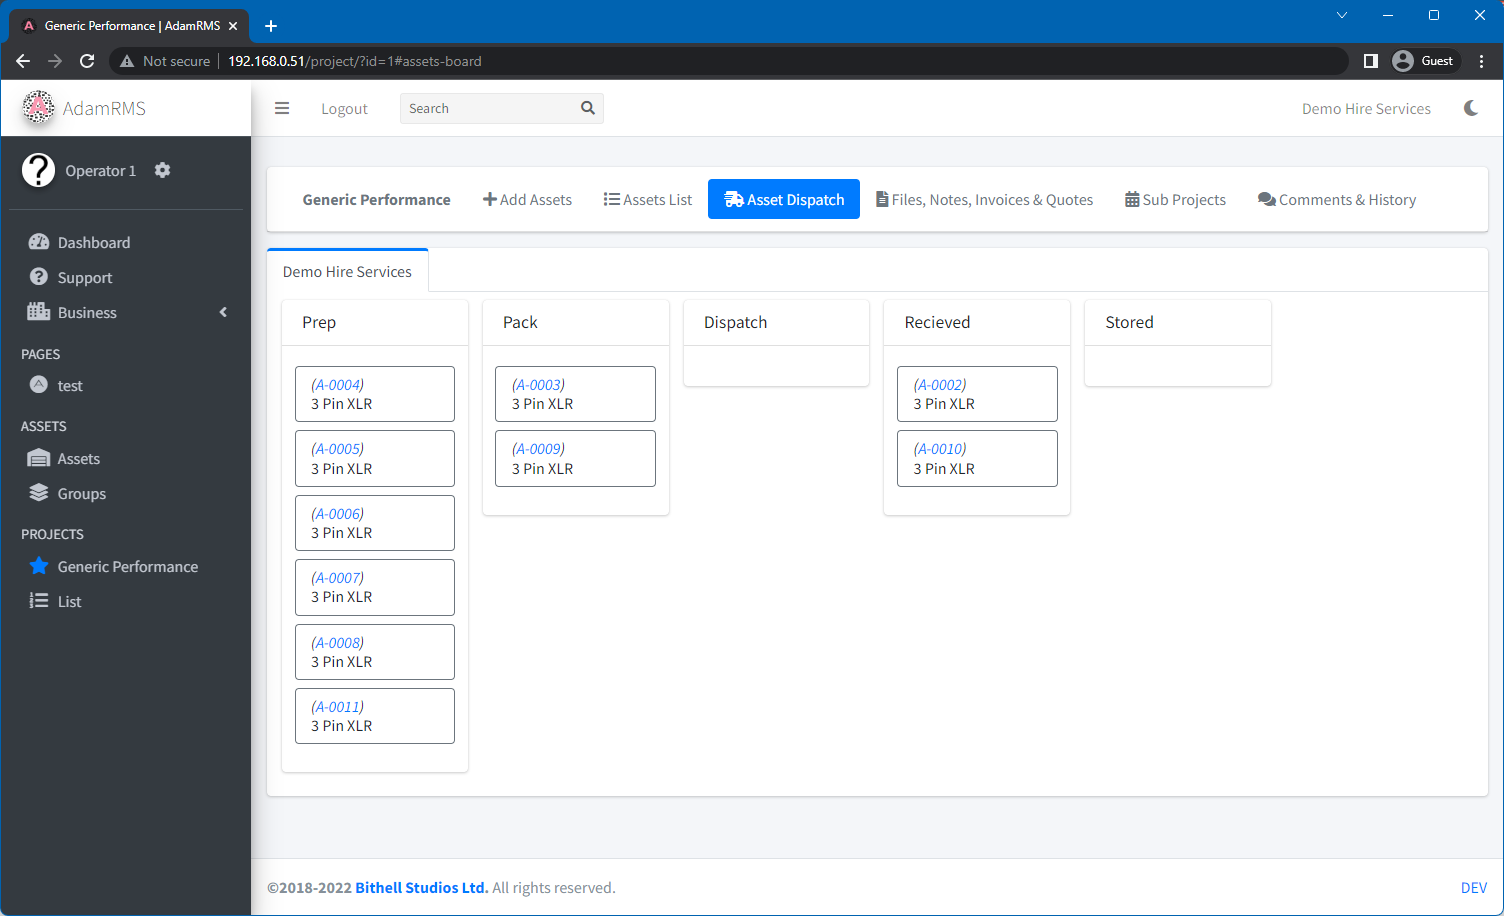 Generic Performance | AdamRMS
Not secure 192.168.0.51/project/?id=1#assets-board
Guest
AdamRMS
Logout
Search
Demo Hire Services
Operator 1
Dashboard
Support
Business
PAGES
test
ASSETS
Assets
Groups
PROJECTS
Generic Performance
List
Generic Performance
Add Assets
Assets List
Asset Dispatch
Files, Notes, Invoices & Quotes
Sub Projects
Comments & History
Demo Hire Services
Prep
(A-0004)
3 Pin XLR
(A-0005)
3 Pin XLR
(A-0006)
3 Pin XLR
(A-0007)
3 Pin XLR
(A-0008)
3 Pin XLR
(A-0011)
3 Pin XLR
Pack
(A-0003)
3 Pin XLR
(A-0009)
3 Pin XLR
Dispatch
Recieved
(A-0002)
3 Pin XLR
(A-0010)
3 Pin XLR
Stored
©2018-2022 Bithell Studios Ltd. All rights reserved.
DEV